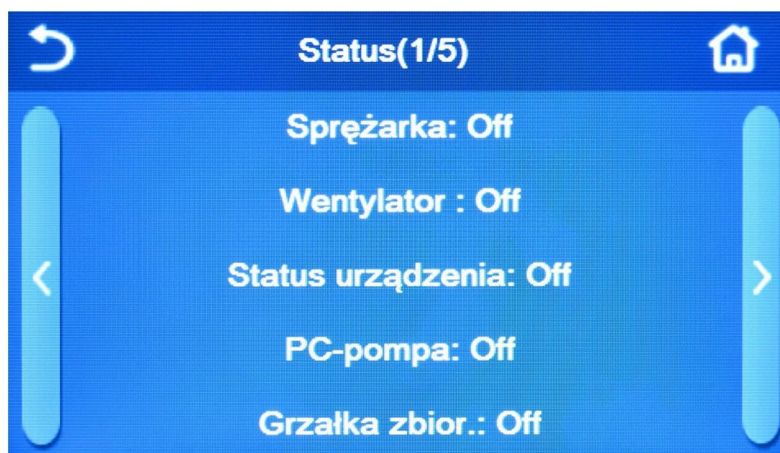 Status(1/5)
Sprężarka: Off
Wentylator : Off
Status urządzenia: Off
PC-pompa: Off
Grzałka zbior.: Off